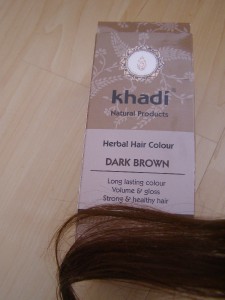 khadi
Natural Products
Herbal Hair Colour
DARK BROWN
Long lasting colour
Volume & gloss
Strong & healthy hair